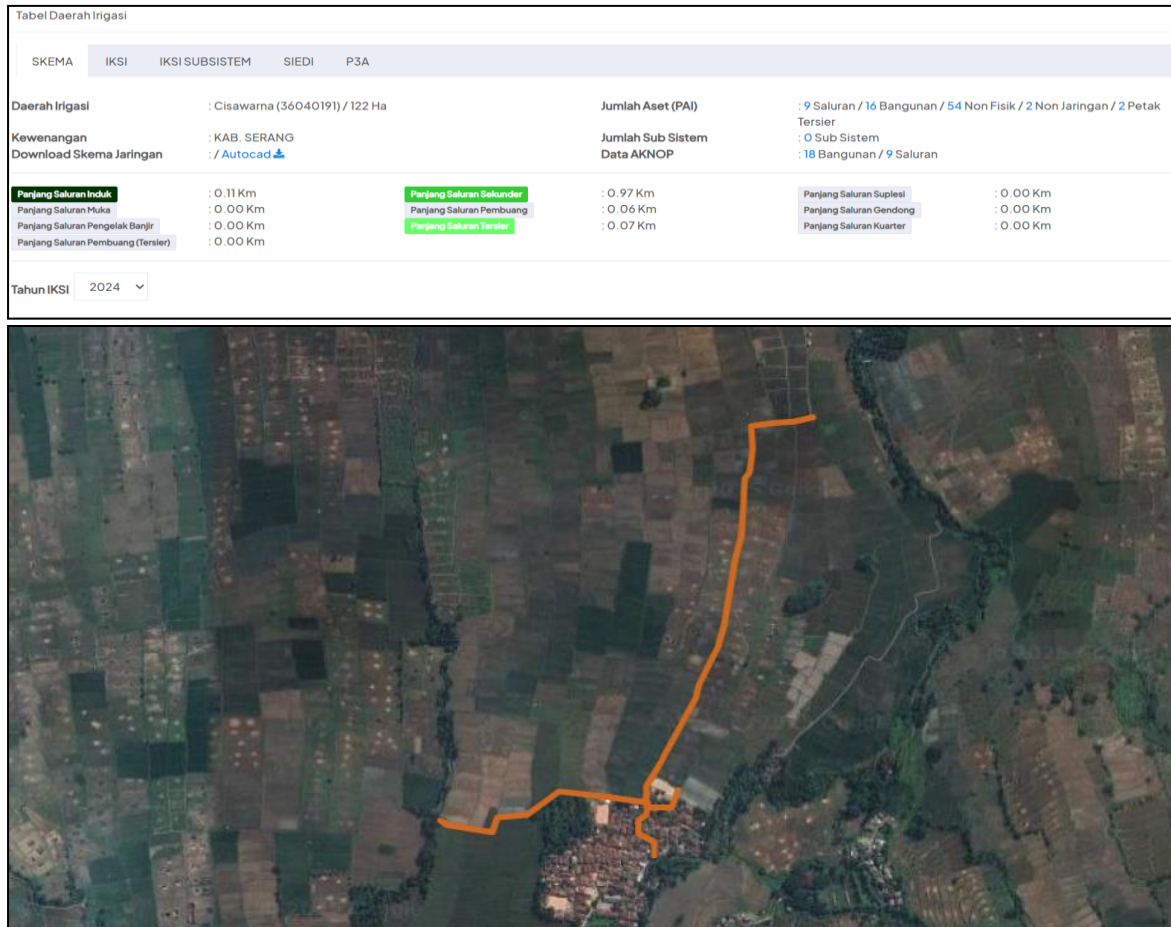 Tabel Daerah Irigasi
SKEMA IKSI IKSI SUBSISTEM SIEDI P3A
Daerah Irigasi : Cisawarna (36040191) / 122 Ha Jumlah Aset (PAI) : 9 Saluran / 16 Bangunan / 54 Non Fisik / 2 Non Jaringan / 2 Petak
Tersier
Kewenangan : KAB. SERANG Jumlah Sub Sistem : 0 Sub Sistem
Download Skema Jaringan : / Autocad Data AKNOP : 18 Bangunan / 9 Saluran
Panjang Saluran Induk : 0.11 Km Panjang Saluran Sekunder : 0.97 Km Panjang Saluran Suplesi : 0.00 Km
Panjang Saluran Muka : 0.00 Km Panjang Saluran Pembuang : 0.06 Km Panjang Saluran Gendong : 0.00 Km
Panjang Saluran Pengelak Banjir : 0.00 Km Panjang Saluran Tersier : 0.07 Km Panjang Saluran Kuarter : 0.00 Km
Panjang Saluran Pembuang (Tersier) : 0.00 Km
Tahun IKSI 2024